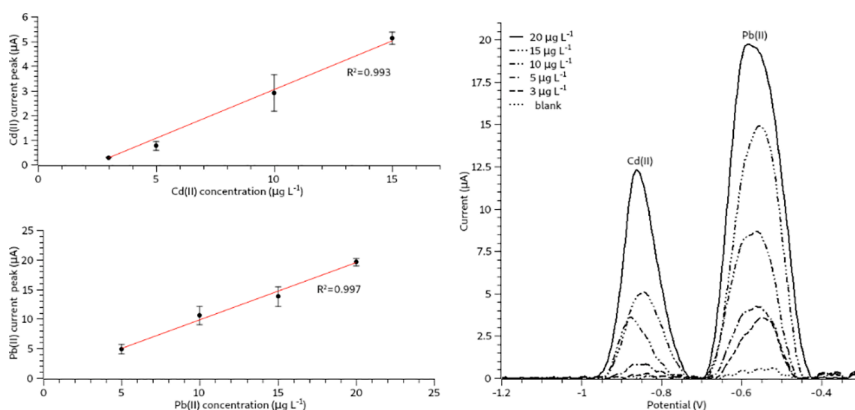 6
5
4
3
2
1
0
Cd(II) current peak (µA)
R²=0.993
0
5
10
15
Cd(II) concentration (µg L⁻¹)
25
20
15
10
5
0
Pb(II) current peak (µA)
R²=0.997
0
5
10
15
20
25
Pb(II) concentration (µg L⁻¹)
20 µg L⁻¹
15 µg L⁻¹
10 µg L⁻¹
5 µg L⁻¹
3 µg L⁻¹
blank
Pb(II)
Cd(II)
20
17.5
15
12.5
10
7.5
5
2.5
0
Current (µA)
-1.2
-1
-0.8
-0.6
-0.4
Potential (V)